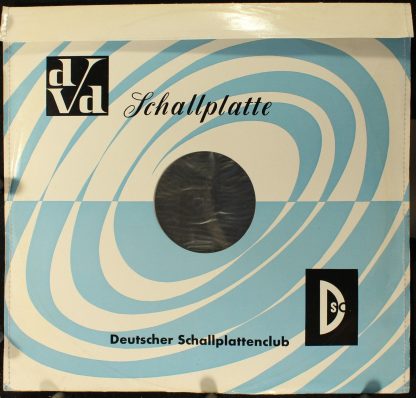 d/Vd
Schallplatte
Dsc
Deutscher Schallplattenclub